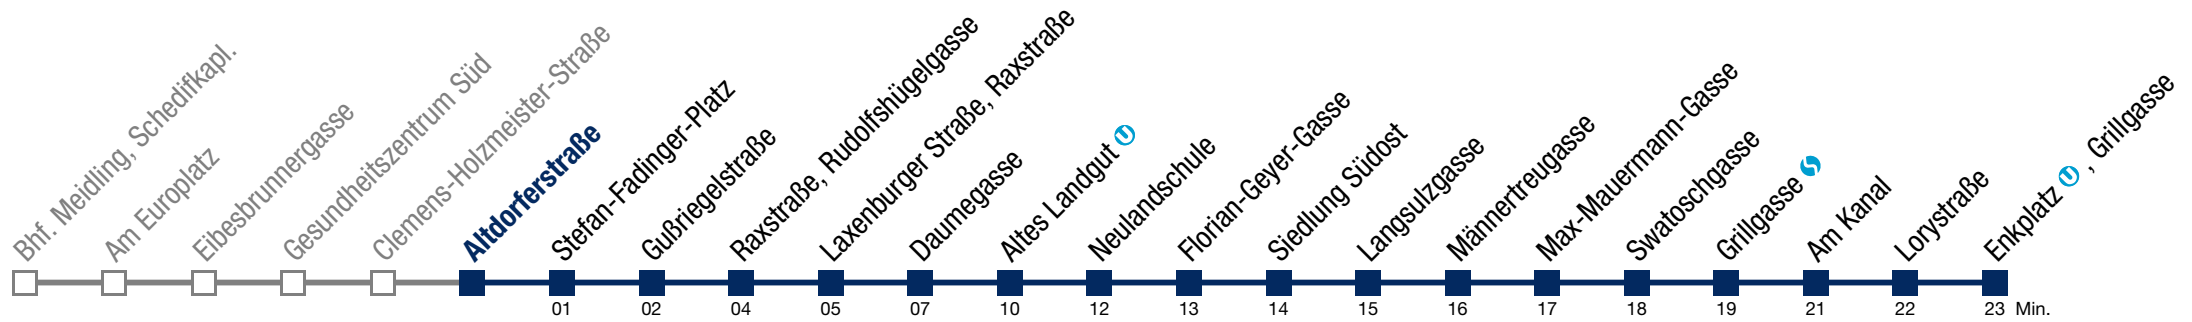 Bhf. Meidling, Schedifkapl.
Am Europlatz
Eibesbrunnergasse
Gesundheitszentrum Süd
Clemens-Holzmeister-Straße
Altdorferstraße
Stefan-Fadinger-Platz
Gußriegelstraße
Raxstraße, Rudolfshügelgasse
Laxenburger Straße, Raxstraße
Daumegasse
Altes Landgut U
Neulandschule
Florian-Geyer-Gasse
Siedlung Südost
Langsulzgasse
Männertreugasse
Max-Mauermann-Gasse
Swatoschgasse
Grillgasse S
Am Kanal
Lorystraße
Enkplatz U , Grillgasse
01 02 04 05 07 10 12 13 14 15 16 17 18 19 21 22 23 Min.